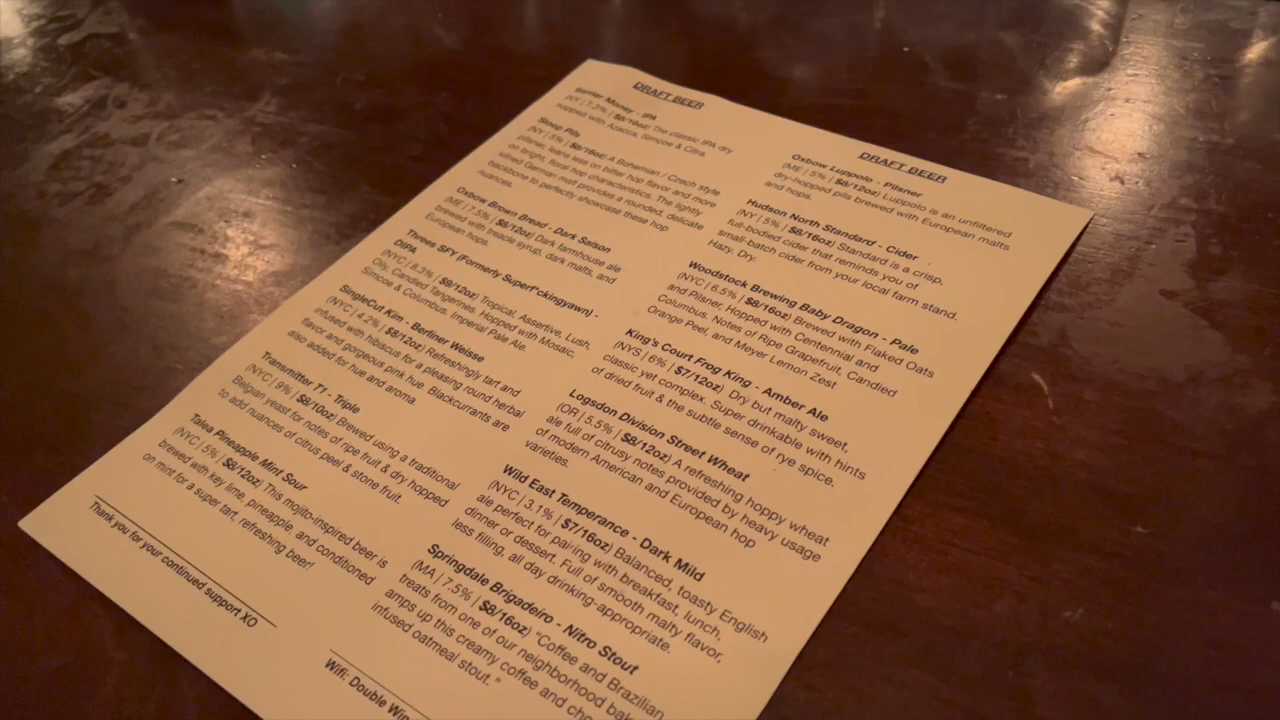 DRAFT BEER
Barrier Money - IPA
(NY | 7.3% | $8/16oz) The classic IPA dry
hopped with Azacca, Simcoe & Citra.
Sloop Pils
(NY | 5% | $8/16oz) A Bohemian / Czech style
pilsner, leans less on bitter hop flavor and more
on bright, floral hop characteristics. The lightly
kilned German malt provides a rounded, delicate
backbone to perfectly showcase these hop
nuances.
Oxbow Brown Bread - Dark Saison
(ME | 7.5% | $8/12oz) Dark farmhouse ale
brewed with treacle syrup, dark malts, and
European hops.
Threes SFY (Formerly Superf*ckingyawn) -
DIPA
(NYC | 8.3% | $9/12oz) Tropical, Assertive, Lush,
Oily, Candied Tangerines. Hopped with Mosaic,
Simcoe & Columbus. Imperial Pale Ale.
SingleCut Kim - Berliner Weisse
(NYC | 4.2% | $8/12oz) Refreshingly tart and
infused with hibiscus for a pleasing round herbal
flavor and gorgeous pink hue. Blackcurrants are
also added for hue and aroma.
Transmitter T1 - Triple
(NYC | 9% | $8/10oz) Brewed using a traditional
Belgian yeast for notes of ripe fruit & dry hopped
to add nuances of citrus peel & stone fruit.
Talea Pineapple Mint Sour
(NYC | 5% | $8/12oz) This mojito-inspired beer is
brewed with key lime, pineapple, and conditioned
on mint for a super tart, refreshing beer!
Thank you for your continued support XO
DRAFT BEER
Oxbow Luppolo - Pilsner
(ME | 5% | $8/12oz) Luppolo is an unfiltered
dry-hopped pils brewed with European malts
and hops.
Hudson North Standard - Cider
(NY | 5% | $8/16oz) Standard is a crisp,
full-bodied cider that reminds you of
small-batch cider from your local farm stand.
Hazy. Dry.
Woodstock Brewing Baby Dragon - Pale
(NYC | 6.5% | $8/16oz) Brewed with Flaked Oats
and Pilsner, Hopped with Centennial and
Columbus. Notes of Ripe Grapefruit, Candied
Orange Peel, and Meyer Lemon Zest
King's Court Frog King - Amber Ale
(NYS | 6% | $7/12oz) Dry but malty sweet,
classic yet complex. Super drinkable with hints
of dried fruit & the subtle sense of rye spice.
Logsdon Division Street Wheat
(OR | 5.5% | $8/12oz) A refreshing hoppy wheat
ale full of citrusy notes provided by heavy usage
of modern American and European hop
varieties.
Wild East Temperance - Dark Mild
(NYC | 3.1% | $7/16oz) Balanced, toasty English
ale perfect for pairing with breakfast, lunch,
dinner or dessert. Full of smooth malty flavor,
less filling, all day drinking-appropriate.
Springdale Brigadeiro - Nitro Stout
(MA | 7.5% | $8/16oz) "Coffee and Brazilian
treats from one of our neighborhood
amps up this creamy coffee and
infused oatmeal stout."
Wifi: Double